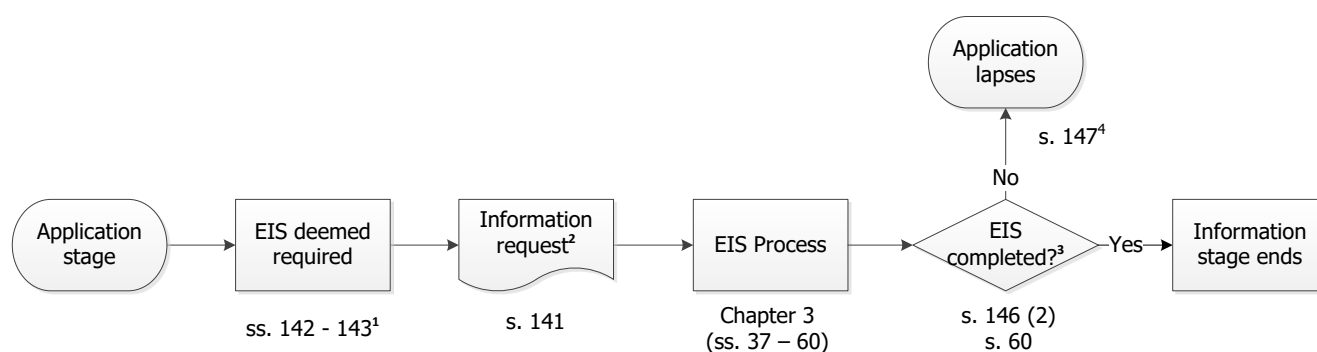 Application
lapses
s. 147⁴
No
Application
stage
EIS deemed
required
Information
request²
EIS Process
EIS
completed?³
Yes
Information
stage ends
ss. 142 - 143¹
s. 141
Chapter 3
(ss. 37 – 60)
s. 146 (2)
s. 60